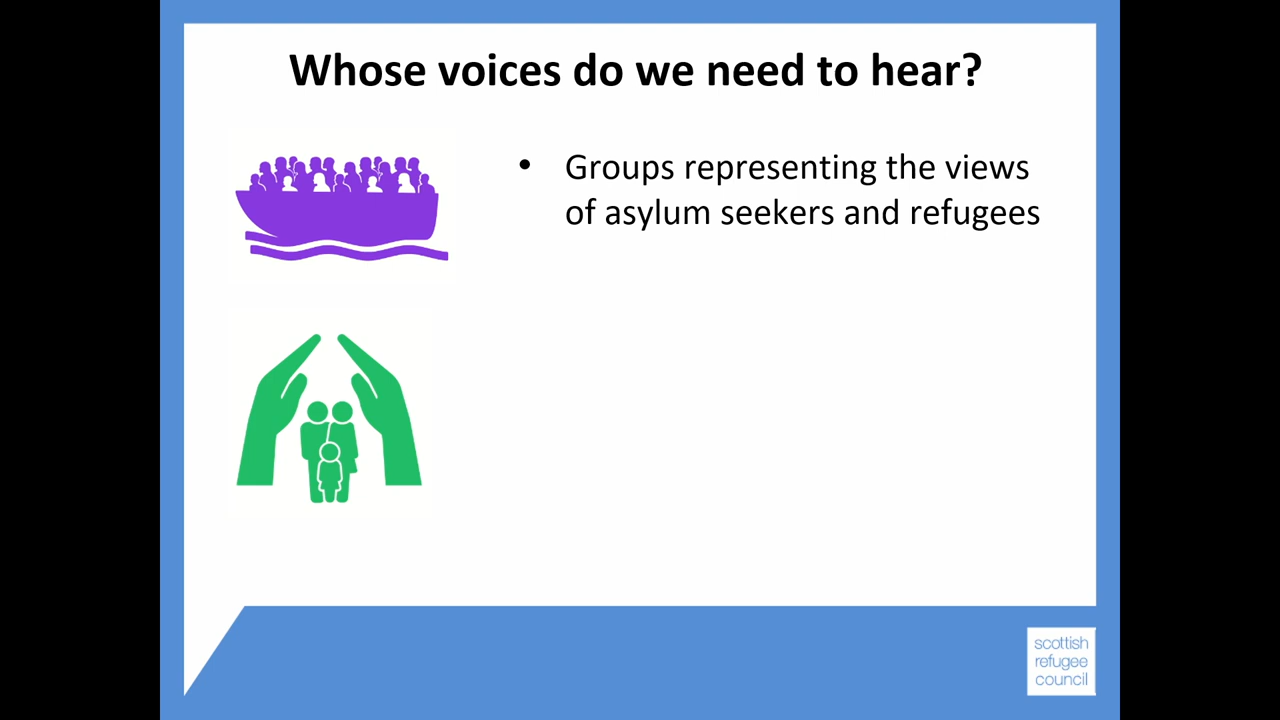 Whose voices do we need to hear?
• Groups representing the views
of asylum seekers and refugees
scottish
refugee
council